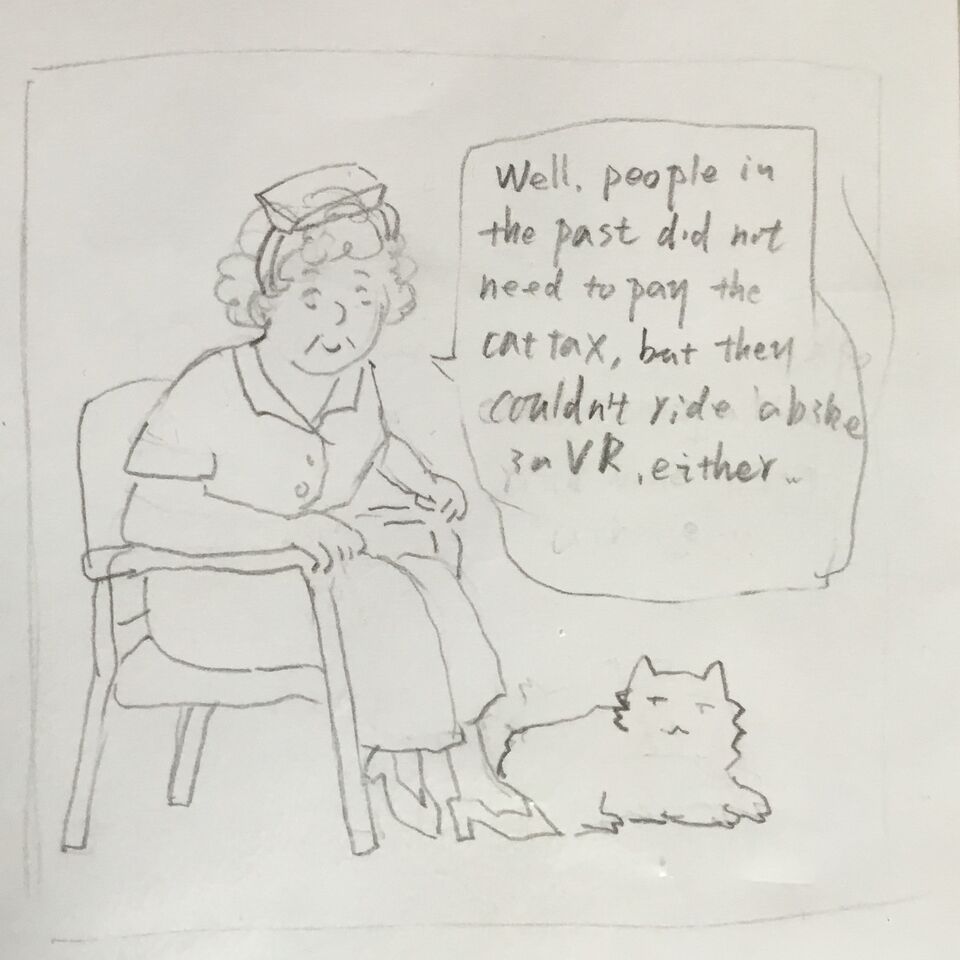 Well, people in
the past did not
need to pay the
cat tax, but they
couldn't ride a bike
in VR, either..